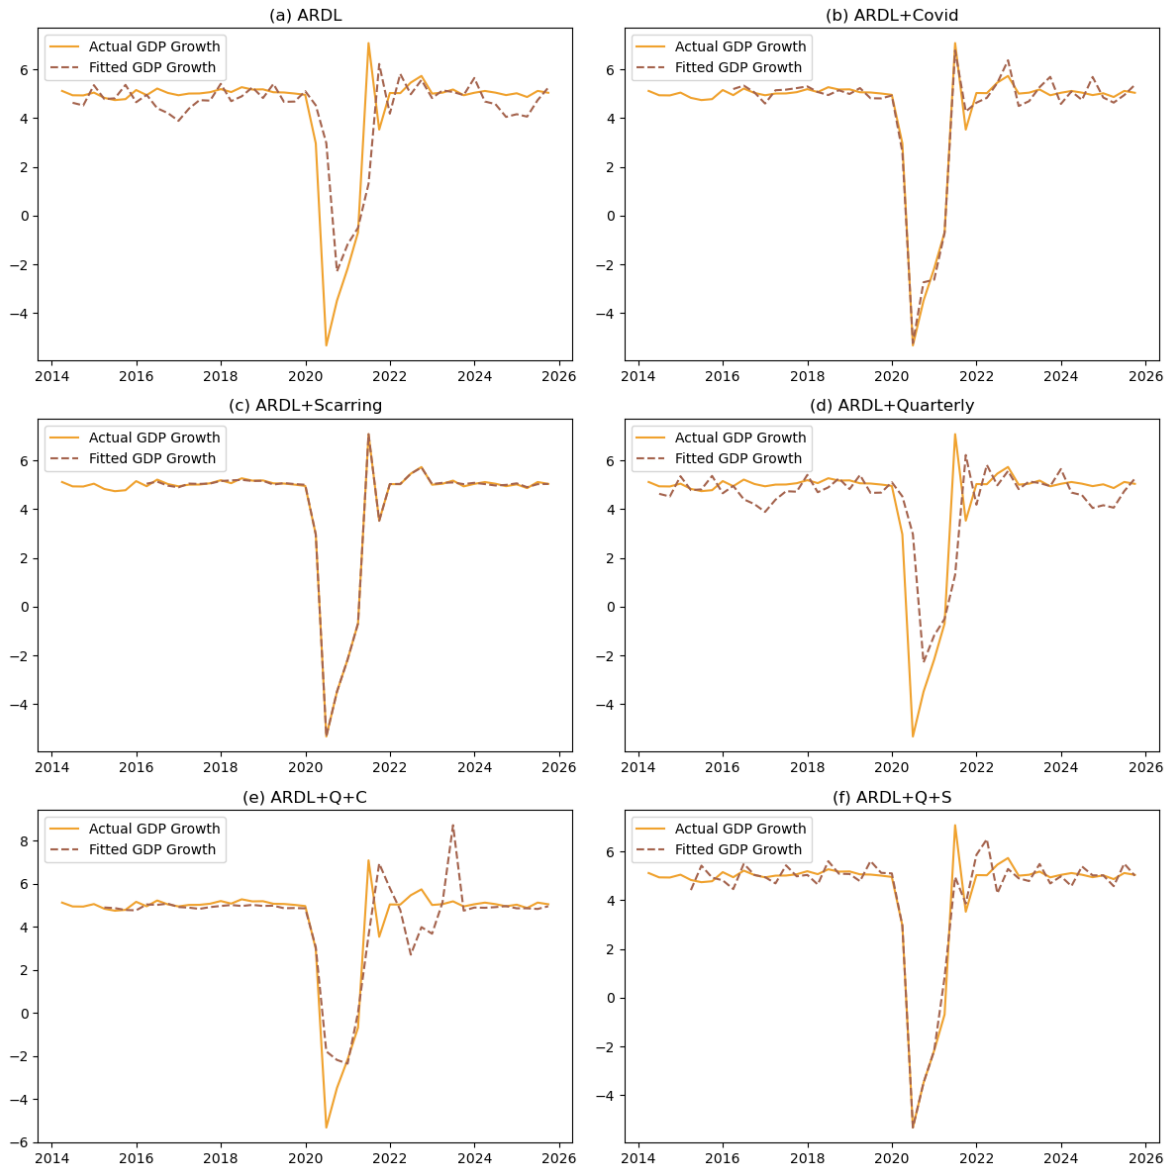 (a) ARDL
Actual GDP Growth
Fitted GDP Growth
6
4
2
0
−2
−4
2014 2016 2018 2020 2022 2024 2026
(b) ARDL+Covid
Actual GDP Growth
Fitted GDP Growth
6
4
2
0
−2
−4
2014 2016 2018 2020 2022 2024 2026
(c) ARDL+Scarring
Actual GDP Growth
Fitted GDP Growth
6
4
2
0
−2
−4
2014 2016 2018 2020 2022 2024 2026
(d) ARDL+Quarterly
Actual GDP Growth
Fitted GDP Growth
6
4
2
0
−2
−4
2014 2016 2018 2020 2022 2024 2026
(e) ARDL+Q+C
Actual GDP Growth
Fitted GDP Growth
8
6
4
2
0
−2
−4
−6
2014 2016 2018 2020 2022 2024 2026
(f) ARDL+Q+S
Actual GDP Growth
Fitted GDP Growth
6
4
2
0
−2
−4
2014 2016 2018 2020 2022 2024 2026